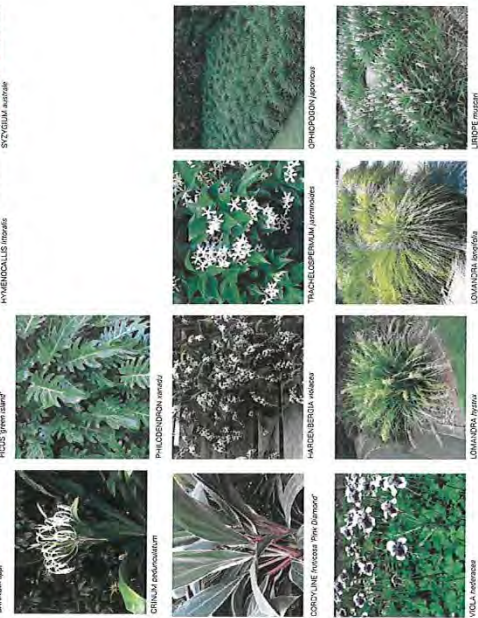 FICUS 'green island'
HYMENOCALLIS littoralis
SYZYGIUM australe
CRINUM pedunculatum
PHILODENDRON xanadu
CORDYLINE fruticosa 'Pink Diamond'
HARDENBERGIA violacea
TRACHELOSPERMUM jasminoides
OPHIOPOGON japonicus
VIOLA hederacea
LOMANDRA hystrix
LOMANDRA longifolia
LIRIOPE muscari